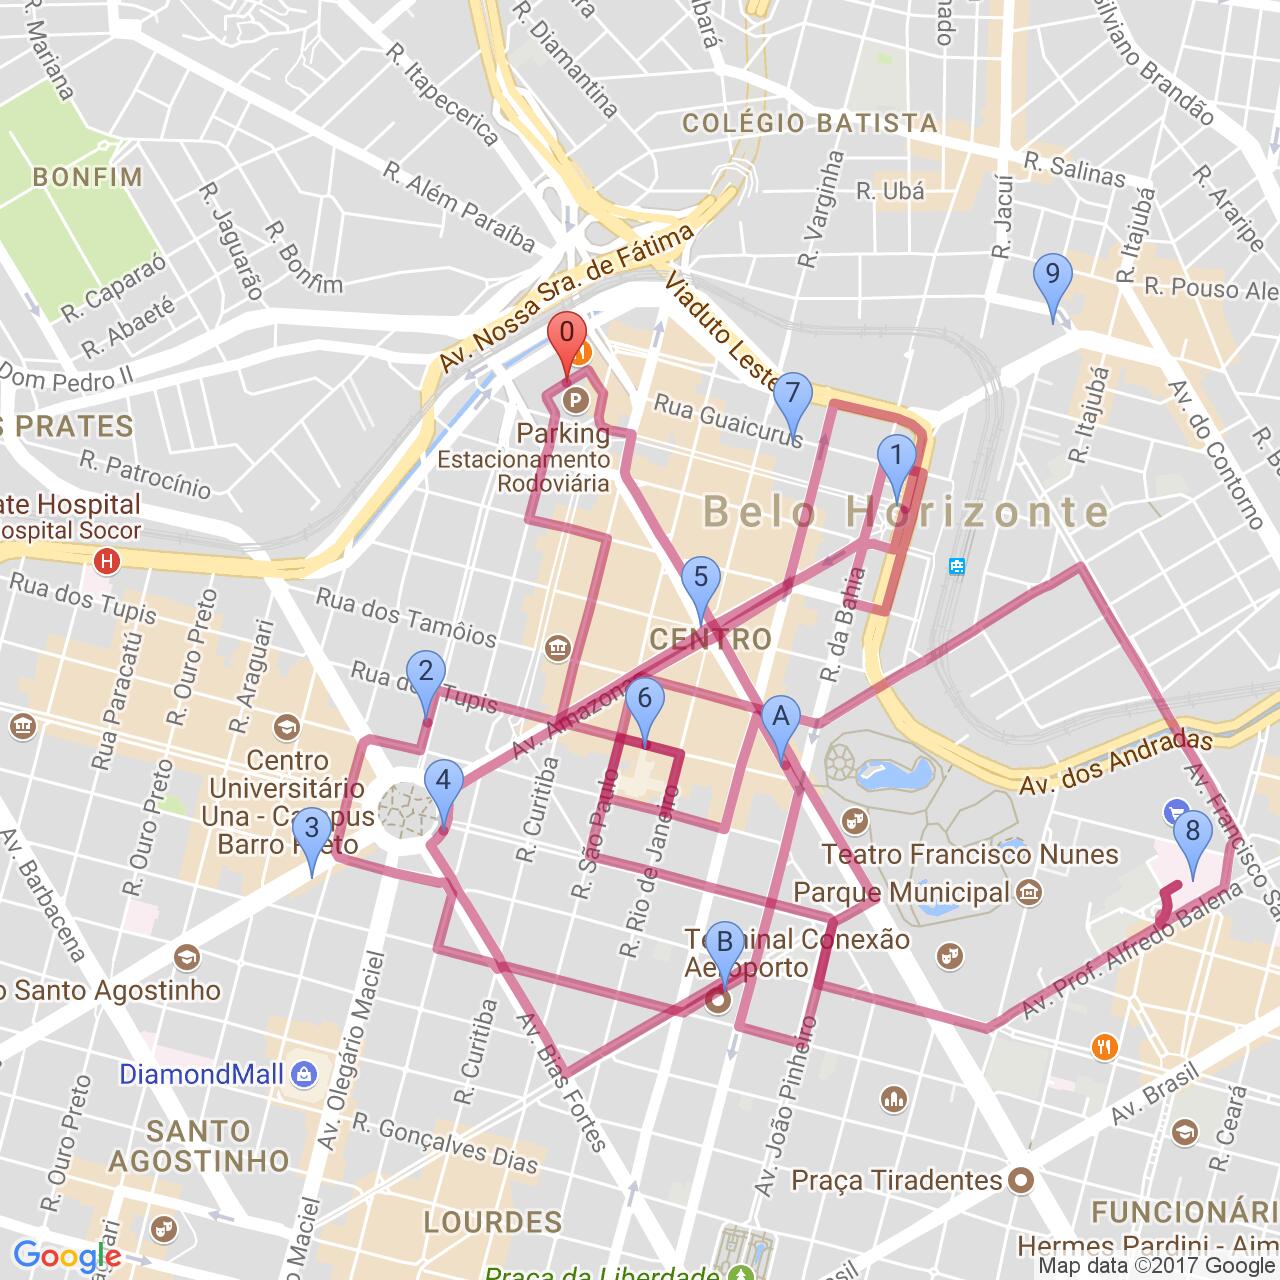 R. Mariana
R. Diamantina
Silviano Brandão
R. Itapecerica
COLÉGIO BATISTA
R. Salinas
BONFIM
R. Além Paraíba
R. Varginha
R. Ubá
R. Jacuí
R. Itajubá
R. Araripe
R. Jaguarão
R. Bonfim
R. Caparaó
R. Abaeté
Av. Nossa Sra. de Fátima
Viaduto Leste
9
R. Pouso Ale
Dom Pedro II
0
7
Rua Guaicurus
Av. do Contorno
R. Itajubá
S PRATES
P
Parking
Estacionamento
Rodoviária
R. Patrocínio
1
ate Hospital
ospital Socor
H
Belo Horizonte
Rua dos Tupis
Rua dos Tamôios
5
CENTRO
R. da Bahia
R. Ouro Preto
R. Araguari
Rua Paracatú
2
Rua dos Tupis
6
A
Av. Amazonas
Centro
Universitário
Una - Campus
Barro Preto
4
3
R. Curitiba
R. São Paulo
R. Rio de Janeiro
R. Ouro Preto
Av. dos Andradas
Av. Francisco Sa
8
Teatro Francisco Nunes
Parque Municipal
Av. Barbacena
B
Terminal Conexão
Aeroporto
Av. Prof. Alfredo Balena
o Santo Agostinho
Av. Olegário Maciel
R. Curitiba
Av. Bias Fortes
DiamondMall
R. Ouro Preto
Av. João Pinheiro
Av. Brasil
R. Ceará
R. Gonçalves Dias
SANTO
AGOSTINHO
Praça Tiradentes
LOURDES
FUNCIONÁRI
Hermes Pardini - Aim
Praça da Liberdade
Google
Map data ©2017 Google